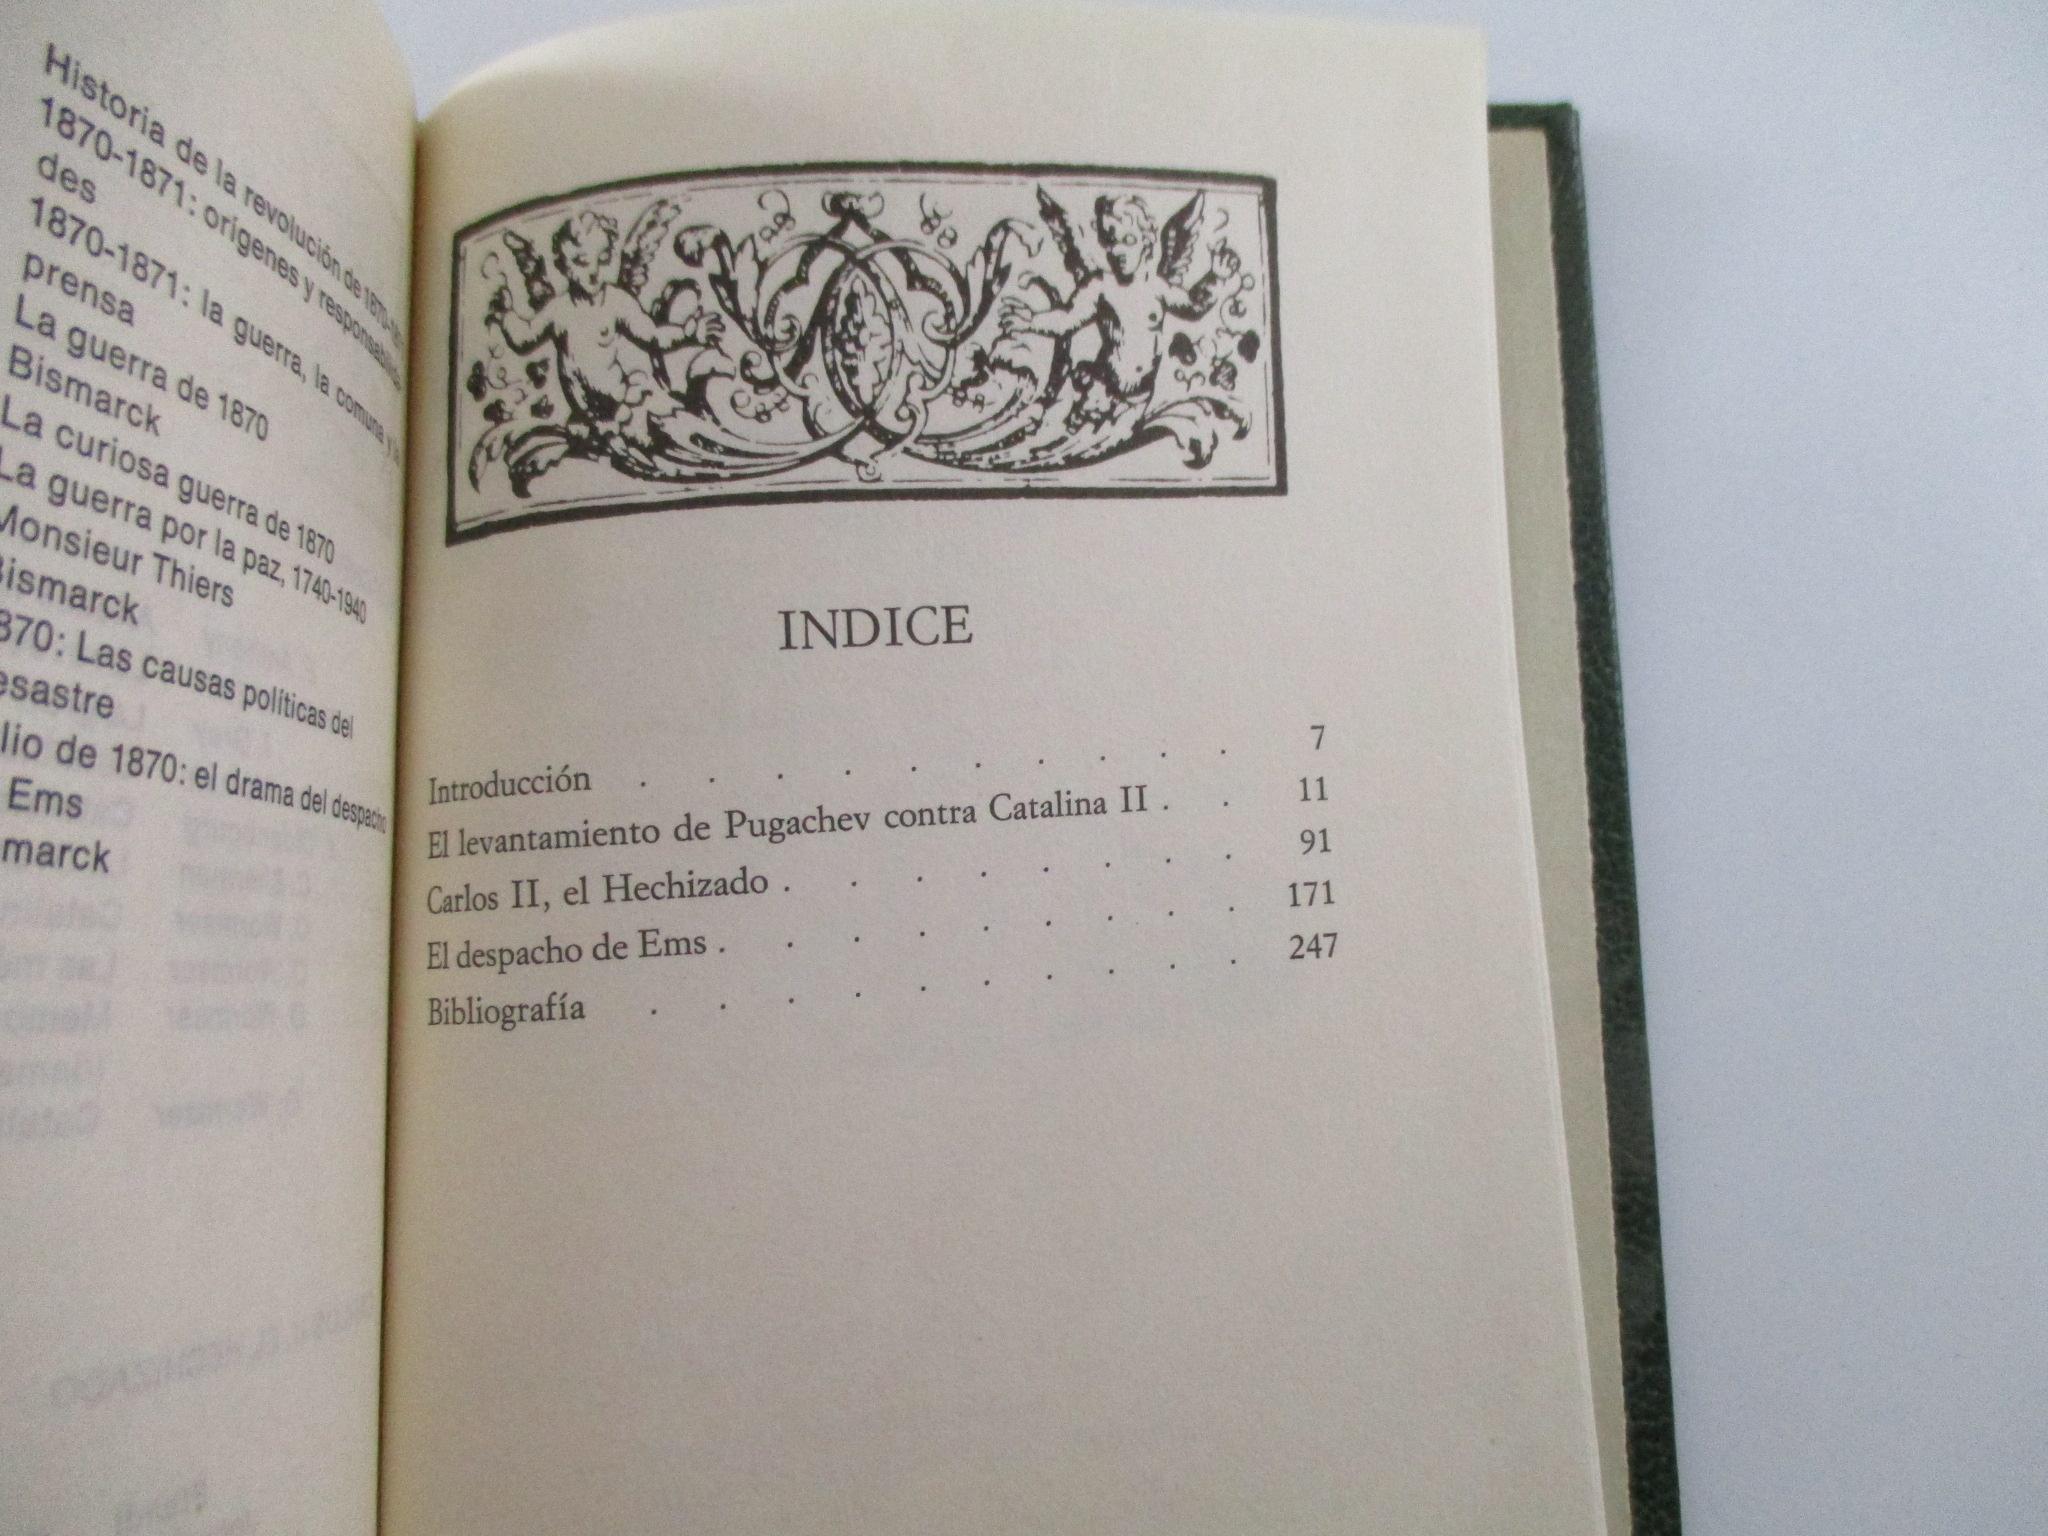 Historia de la revolución de 1870-187
1870-1871: orígenes y responsabilida
des
1870-1871: la guerra, la comuna y la
prensa
La guerra de 1870
Bismarck
La curiosa guerra de 1870
La guerra por la paz, 1740-1940
Monsieur Thiers
Bismarck
870: Las causas políticas del
esastre
lio de 1870: el drama del despacho
Ems
marck
INDICE
Introducción . . . . . . . . . 7
El levantamiento de Pugachev contra Catalina II . . 11
Carlos II, el Hechizado . . . . . . . 91
El despacho de Ems . . . . . . . . 171
Bibliografía . . . . . . . . . 247